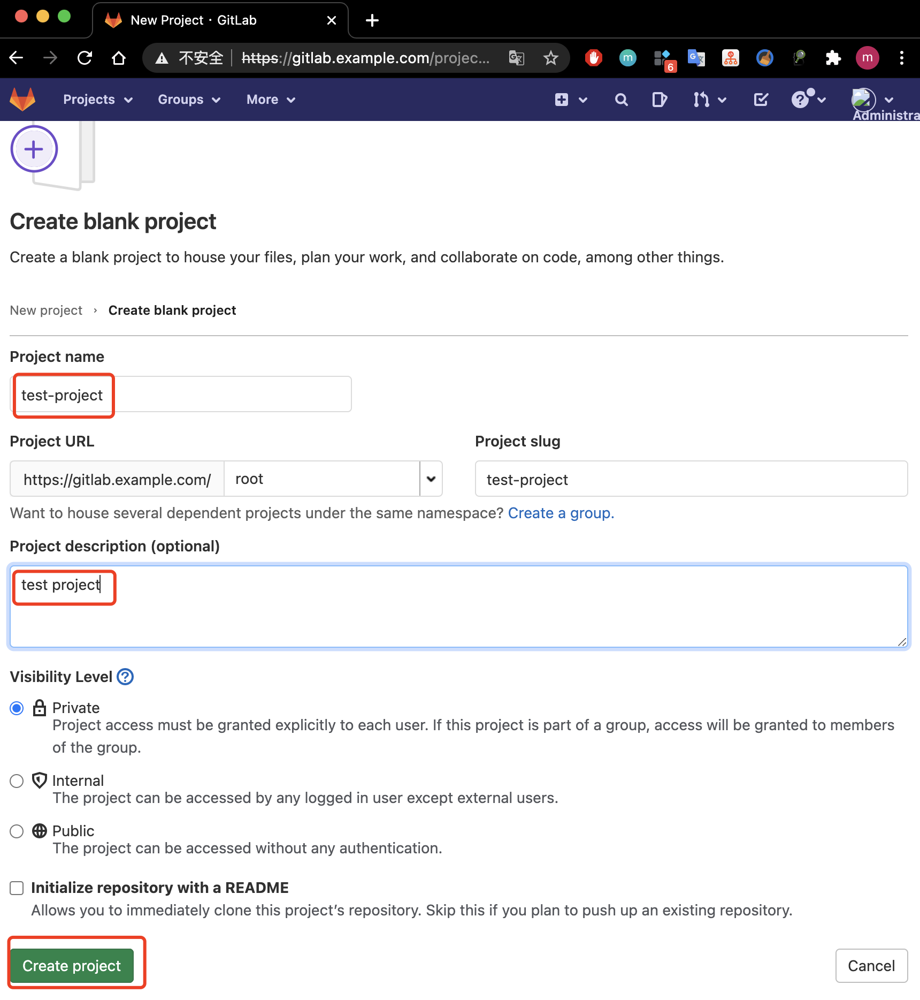 New Project · GitLab
不安全 https://gitlab.example.com/projec... m 6 m
Projects Groups More
Administra
Create blank project
Create a blank project to house your files, plan your work, and collaborate on code, among other things.
New project › Create blank project
Project name
test-project
Project URL Project slug
https://gitlab.example.com/ root test-project
Want to house several dependent projects under the same namespace? Create a group.
Project description (optional)
test project
Visibility Level
Private
Project access must be granted explicitly to each user. If this project is part of a group, access will be granted to members
of the group.
Internal
The project can be accessed by any logged in user except external users.
Public
The project can be accessed without any authentication.
Initialize repository with a README
Allows you to immediately clone this project’s repository. Skip this if you plan to push up an existing repository.
Create project Cancel